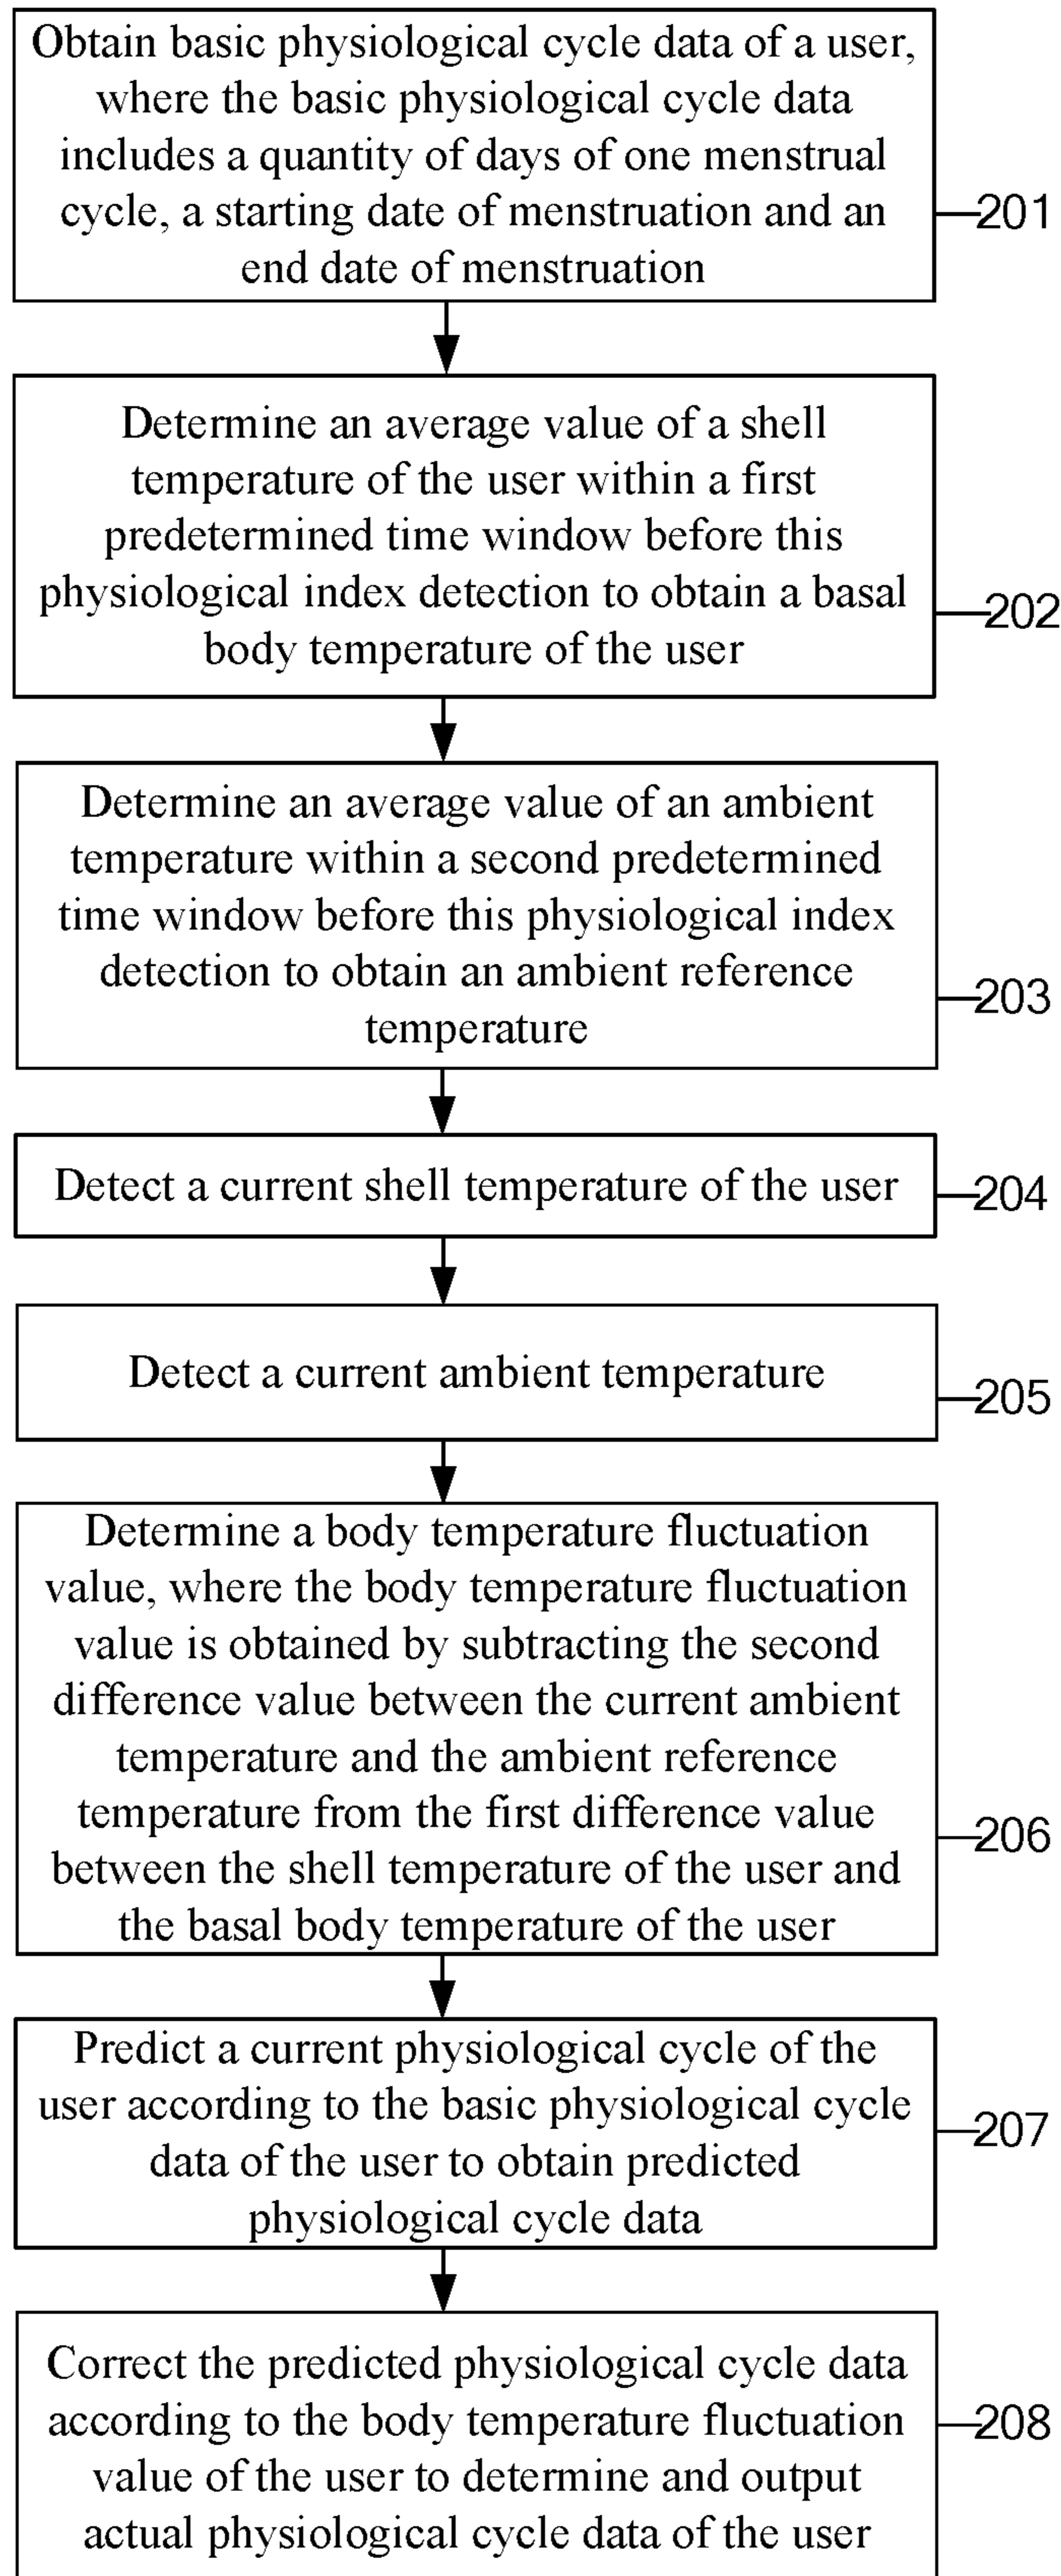 Obtain basic physiological cycle data of a user,
where the basic physiological cycle data
includes a quantity of days of one menstrual
cycle, a starting date of menstruation and an
end date of menstruation
201
Determine an average value of a shell
temperature of the user within a first
predetermined time window before this
physiological index detection to obtain a basal
body temperature of the user
202
Determine an average value of an ambient
temperature within a second predetermined
time window before this physiological index
detection to obtain an ambient reference
temperature
203
Detect a current shell temperature of the user
204
Detect a current ambient temperature
205
Determine a body temperature fluctuation
value, where the body temperature fluctuation
value is obtained by subtracting the second
difference value between the current ambient
temperature and the ambient reference
temperature from the first difference value
between the shell temperature of the user and
the basal body temperature of the user
206
Predict a current physiological cycle of the
user according to the basic physiological cycle
data of the user to obtain predicted
physiological cycle data
207
Correct the predicted physiological cycle data
according to the body temperature fluctuation
value of the user to determine and output
actual physiological cycle data of the user
208